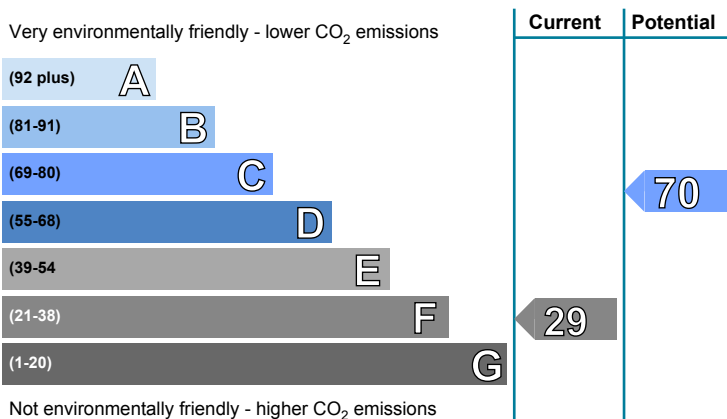 Current Potential
Very environmentally friendly - lower CO2 emissions
(92 plus) A
(81-91) B
(69-80) C
70
(55-68) D
(39-54 E
(21-38) F
29
(1-20) G
Not environmentally friendly - higher CO2 emissions